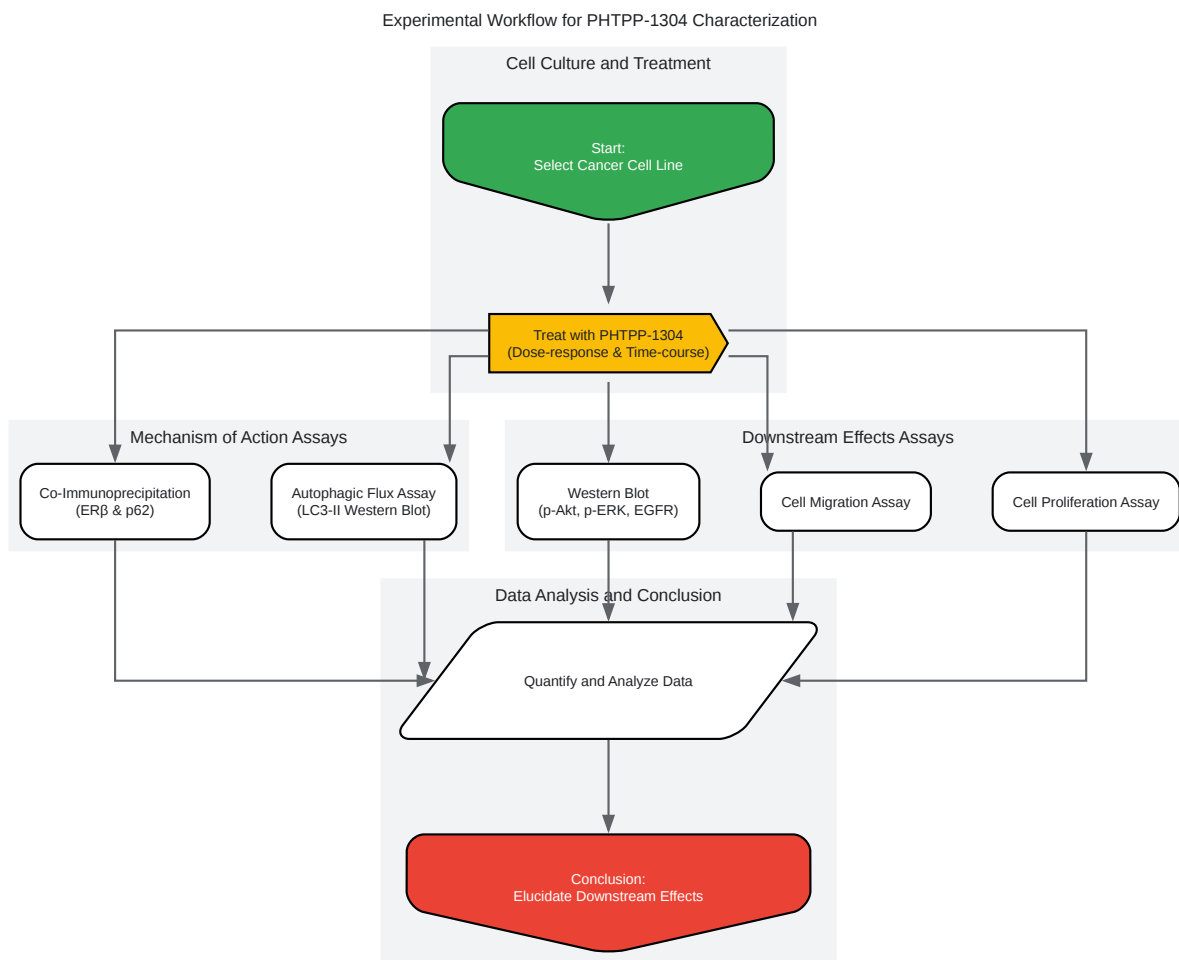 Experimental Workflow for PHTPP-1304 Characterization
Cell Culture and Treatment
Start:
Select Cancer Cell Line
Treat with PHTPP-1304
(Dose-response & Time-course)
Mechanism of Action Assays
Co-Immunoprecipitation
(ERβ & p62)
Autophagic Flux Assay
(LC3-II Western Blot)
Downstream Effects Assays
Western Blot
(p-Akt, p-ERK, EGFR)
Cell Migration Assay
Cell Proliferation Assay
Data Analysis and Conclusion
Quantify and Analyze Data
Conclusion:
Elucidate Downstream Effects